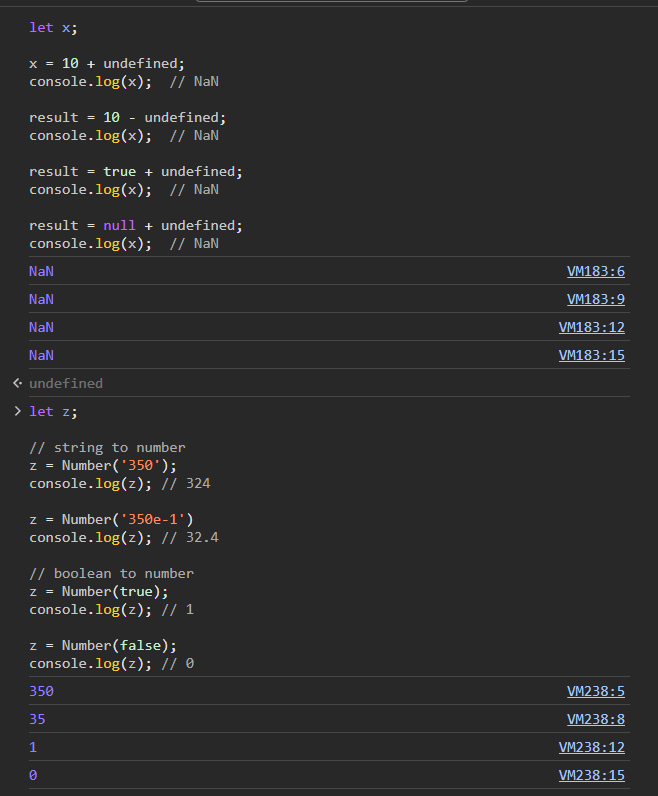 let x;
x = 10 + undefined;
console.log(x);  // NaN
result = 10 - undefined;
console.log(x);  // NaN
result = true + undefined;
console.log(x);  // NaN
result = null + undefined;
console.log(x);  // NaN
NaN VM183:6
NaN VM183:9
NaN VM183:12
NaN VM183:15
undefined
let z;
// string to number
z = Number('350');
console.log(z); // 324
z = Number('350e-1')
console.log(z); // 32.4
// boolean to number
z = Number(true);
console.log(z); // 1
z = Number(false);
console.log(z); // 0
350 VM238:5
35 VM238:8
1 VM238:12
0 VM238:15